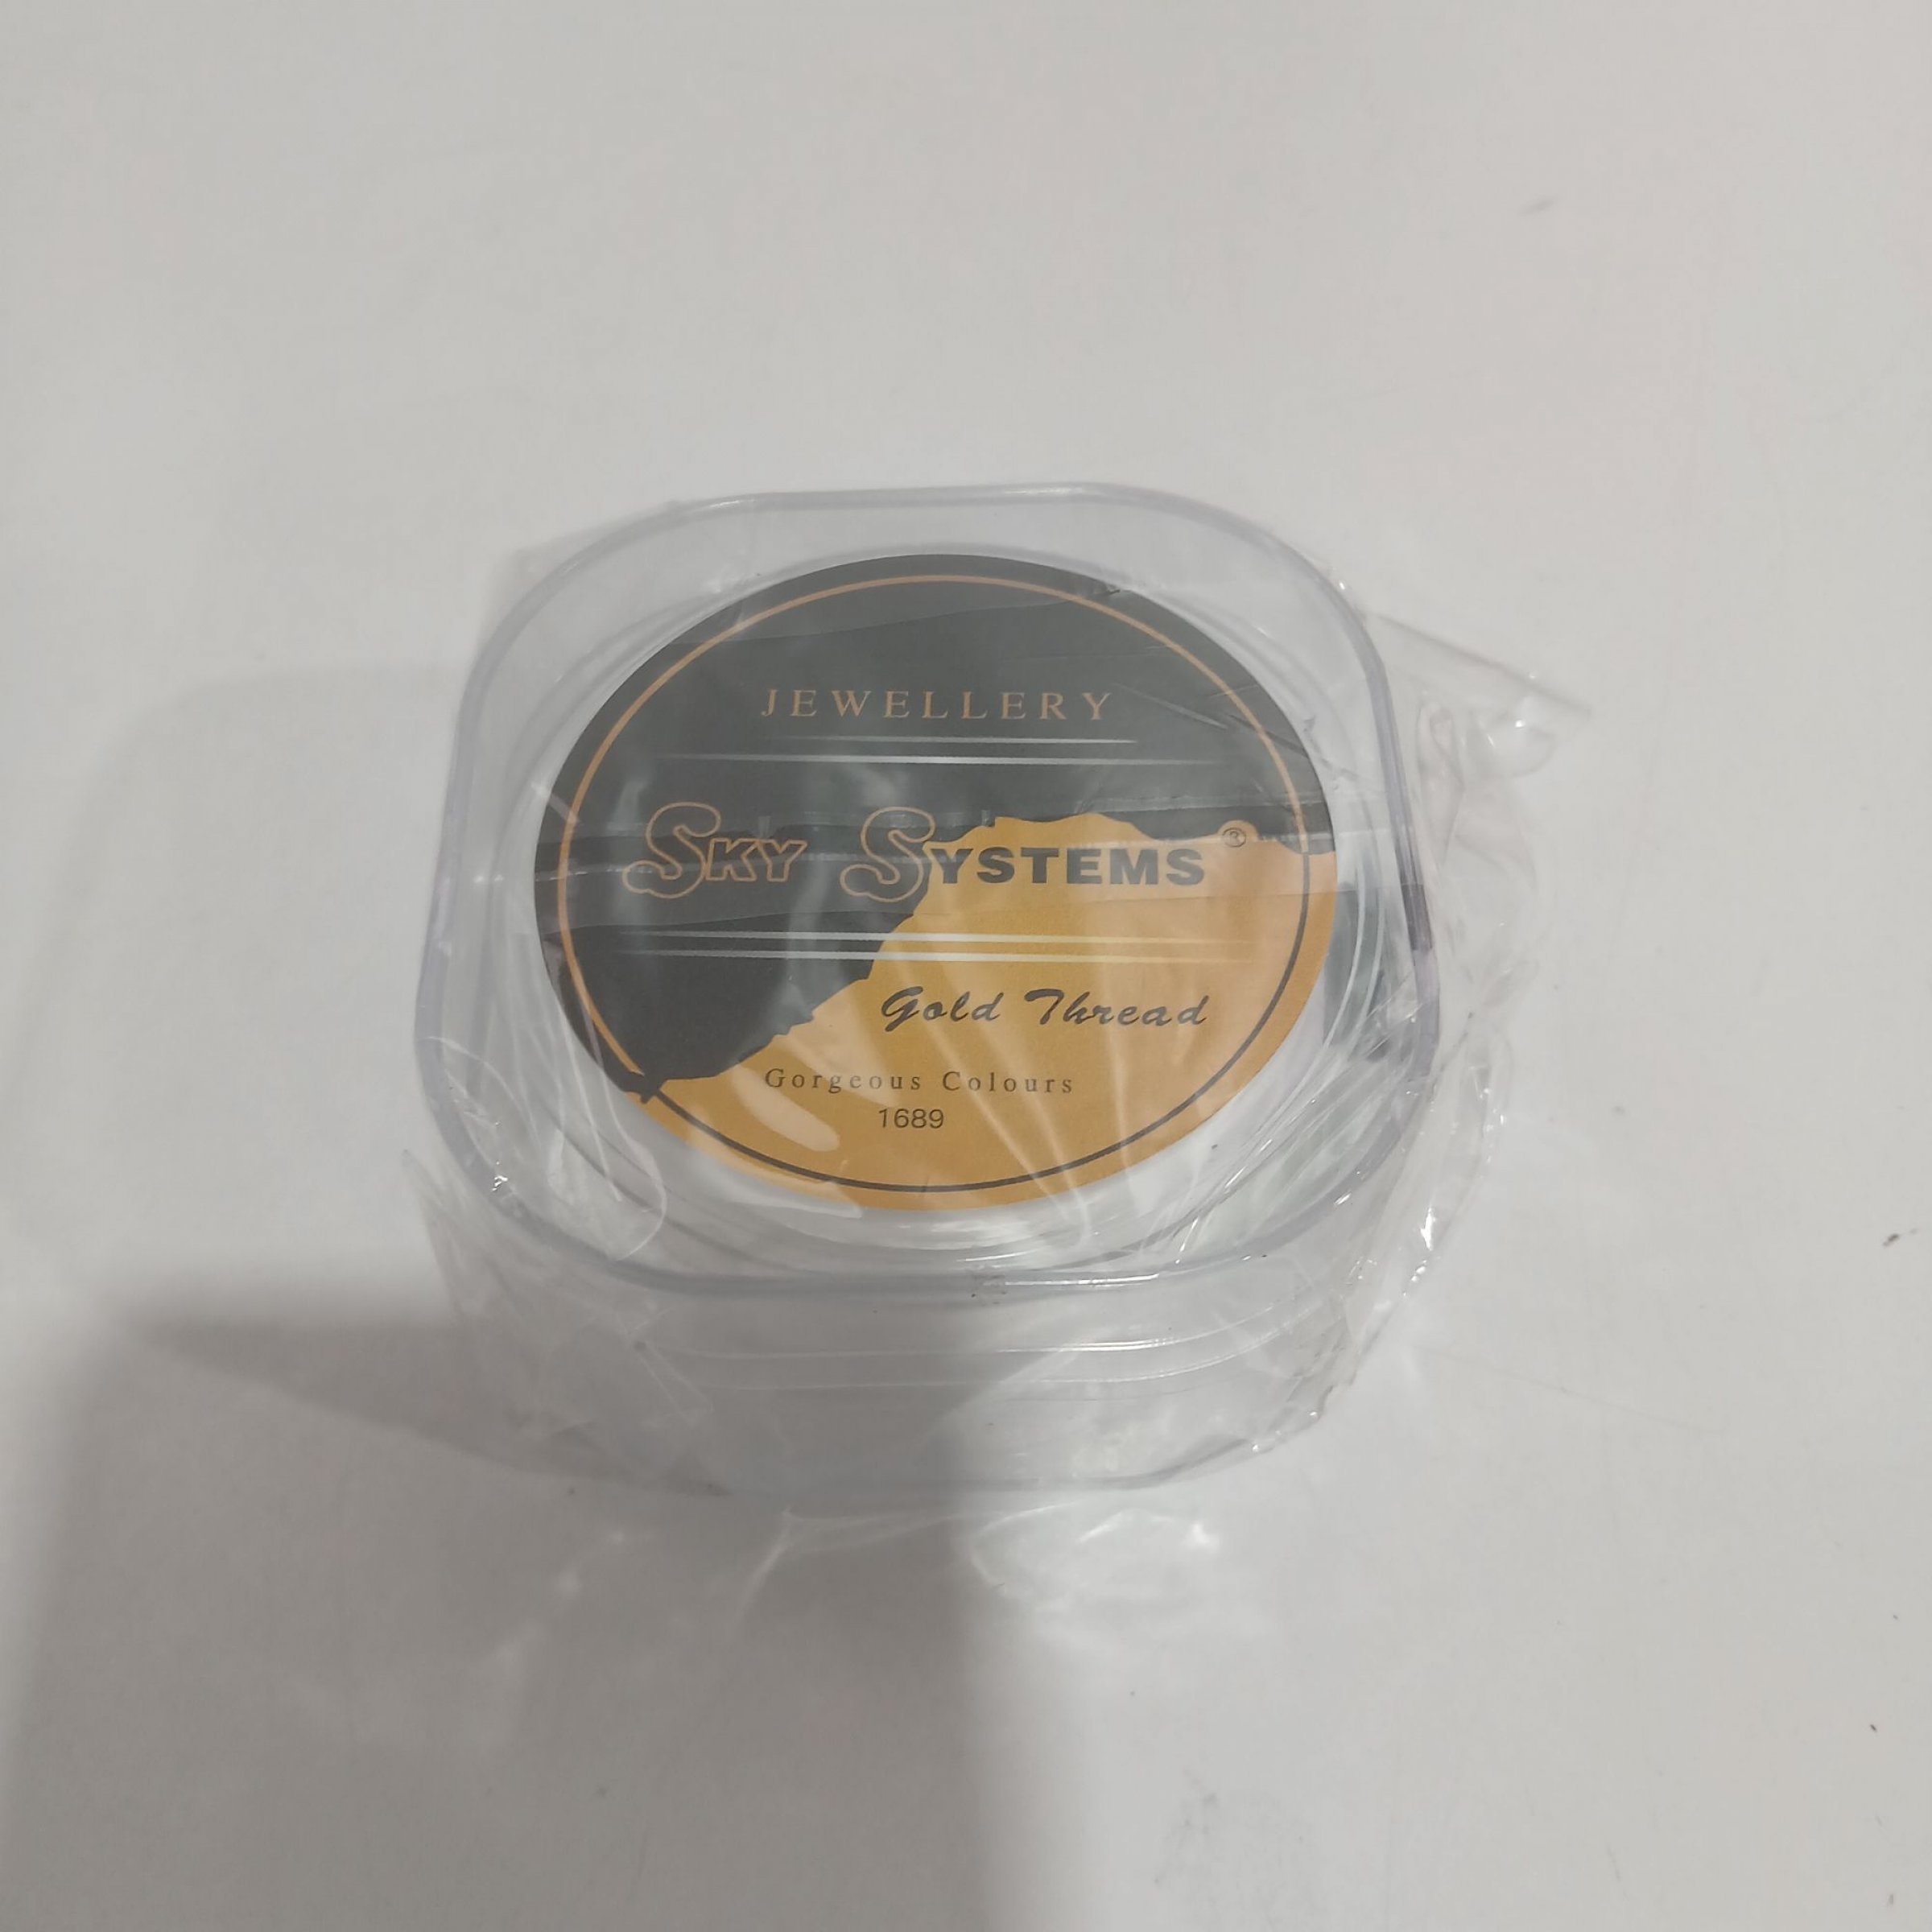 JEWELLERY
SKY SYSTEMS®
Gold Thread
Gorgeous Colours
1689